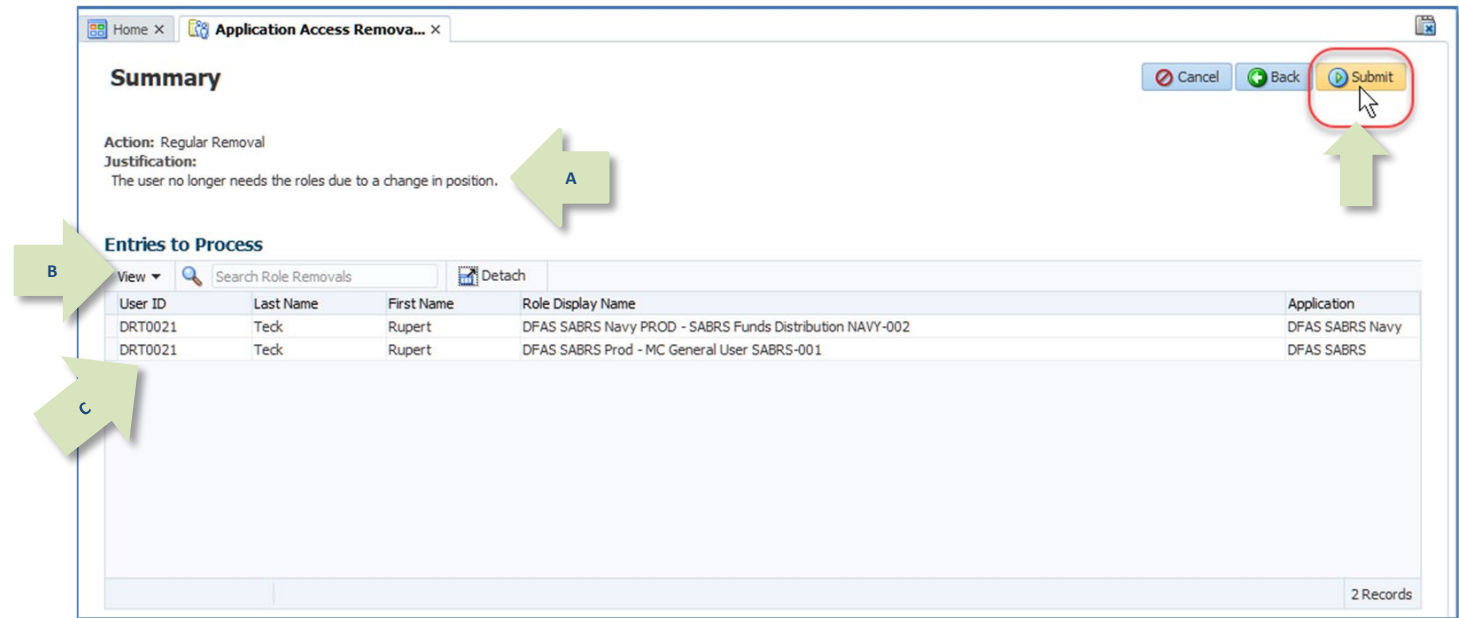 Home × Application Access Remova... ×
Summary
Cancel Back Submit
Action: Regular Removal
Justification:
The user no longer needs the roles due to a change in position.
A
Entries to Process
B
View Search Role Removals Detach
User ID Last Name First Name Role Display Name Application
DRT0021 Teck Rupert DFAS SABRS Navy PROD - SABRS Funds Distribution NAVY-002 DFAS SABRS Navy
DRT0021 Teck Rupert DFAS SABRS Prod - MC General User SABRS-001 DFAS SABRS
C
2 Records